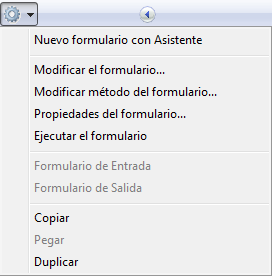 Nuevo formulario con Asistente
Modificar el formulario...
Modificar método del formulario...
Propiedades del formulario...
Ejecutar el formulario
Formulario de Entrada
Formulario de Salida
Copiar
Pegar
Duplicar